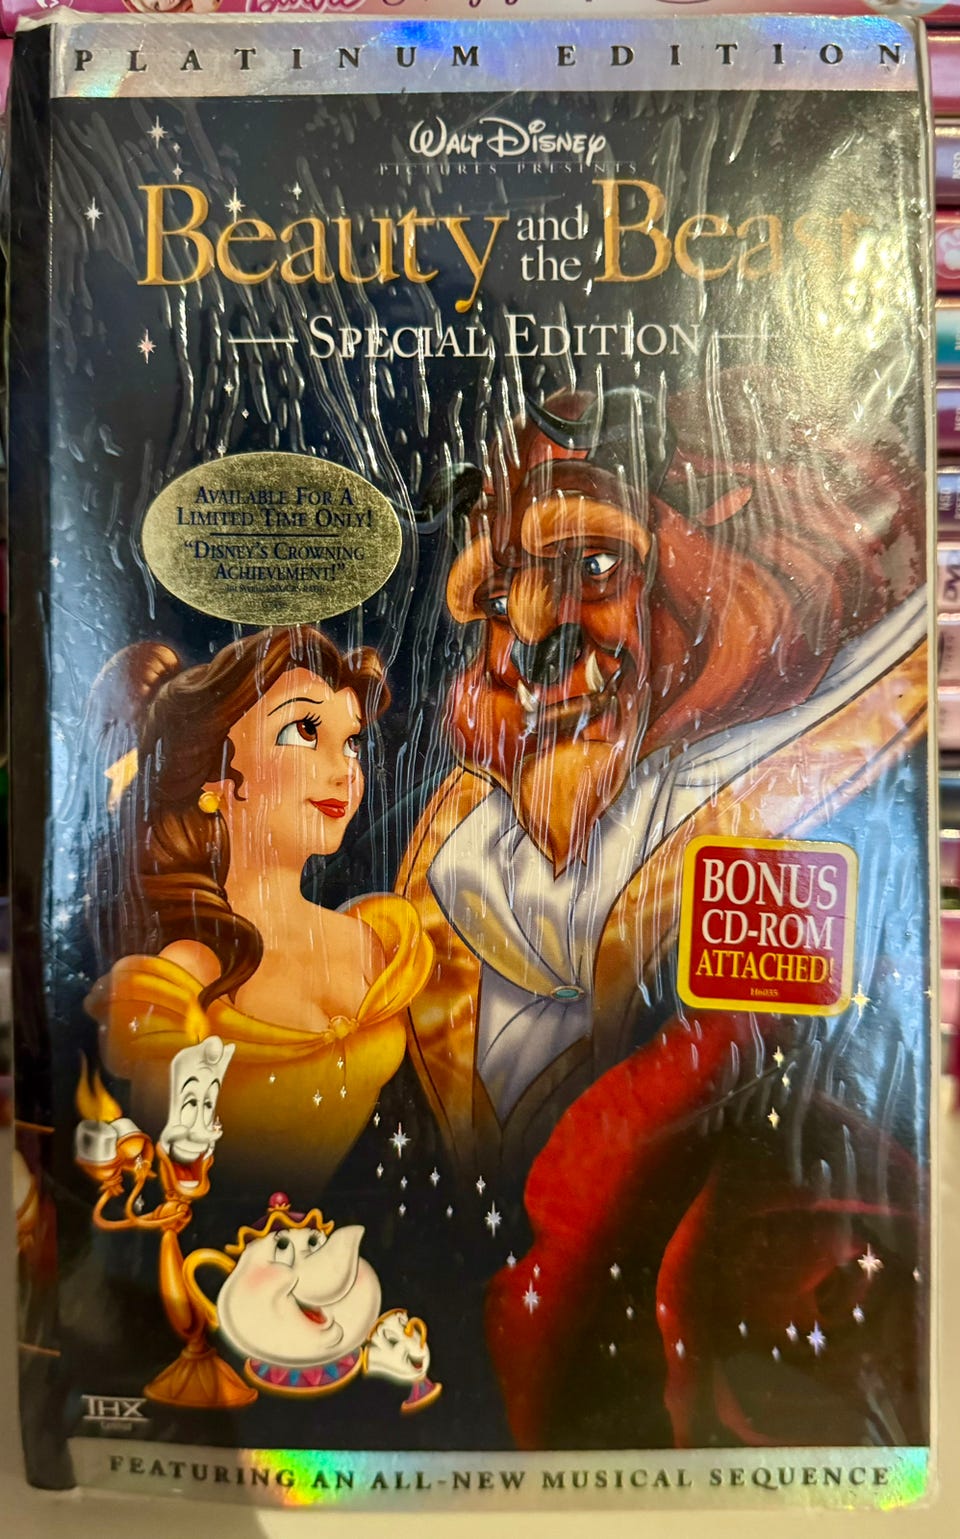 PLATINUM EDITION
WALT DISNEY
PICTURES PRESENTS
Beauty and the Beast
SPECIAL EDITION
AVAILABLE FOR A
LIMITED TIME ONLY!
"DISNEY'S CROWNING
ACHIEVEMENT!"
BONUS
CD-ROM
ATTACHED!
H6035
THX
FEATURING AN ALL-NEW MUSICAL SEQUENCE